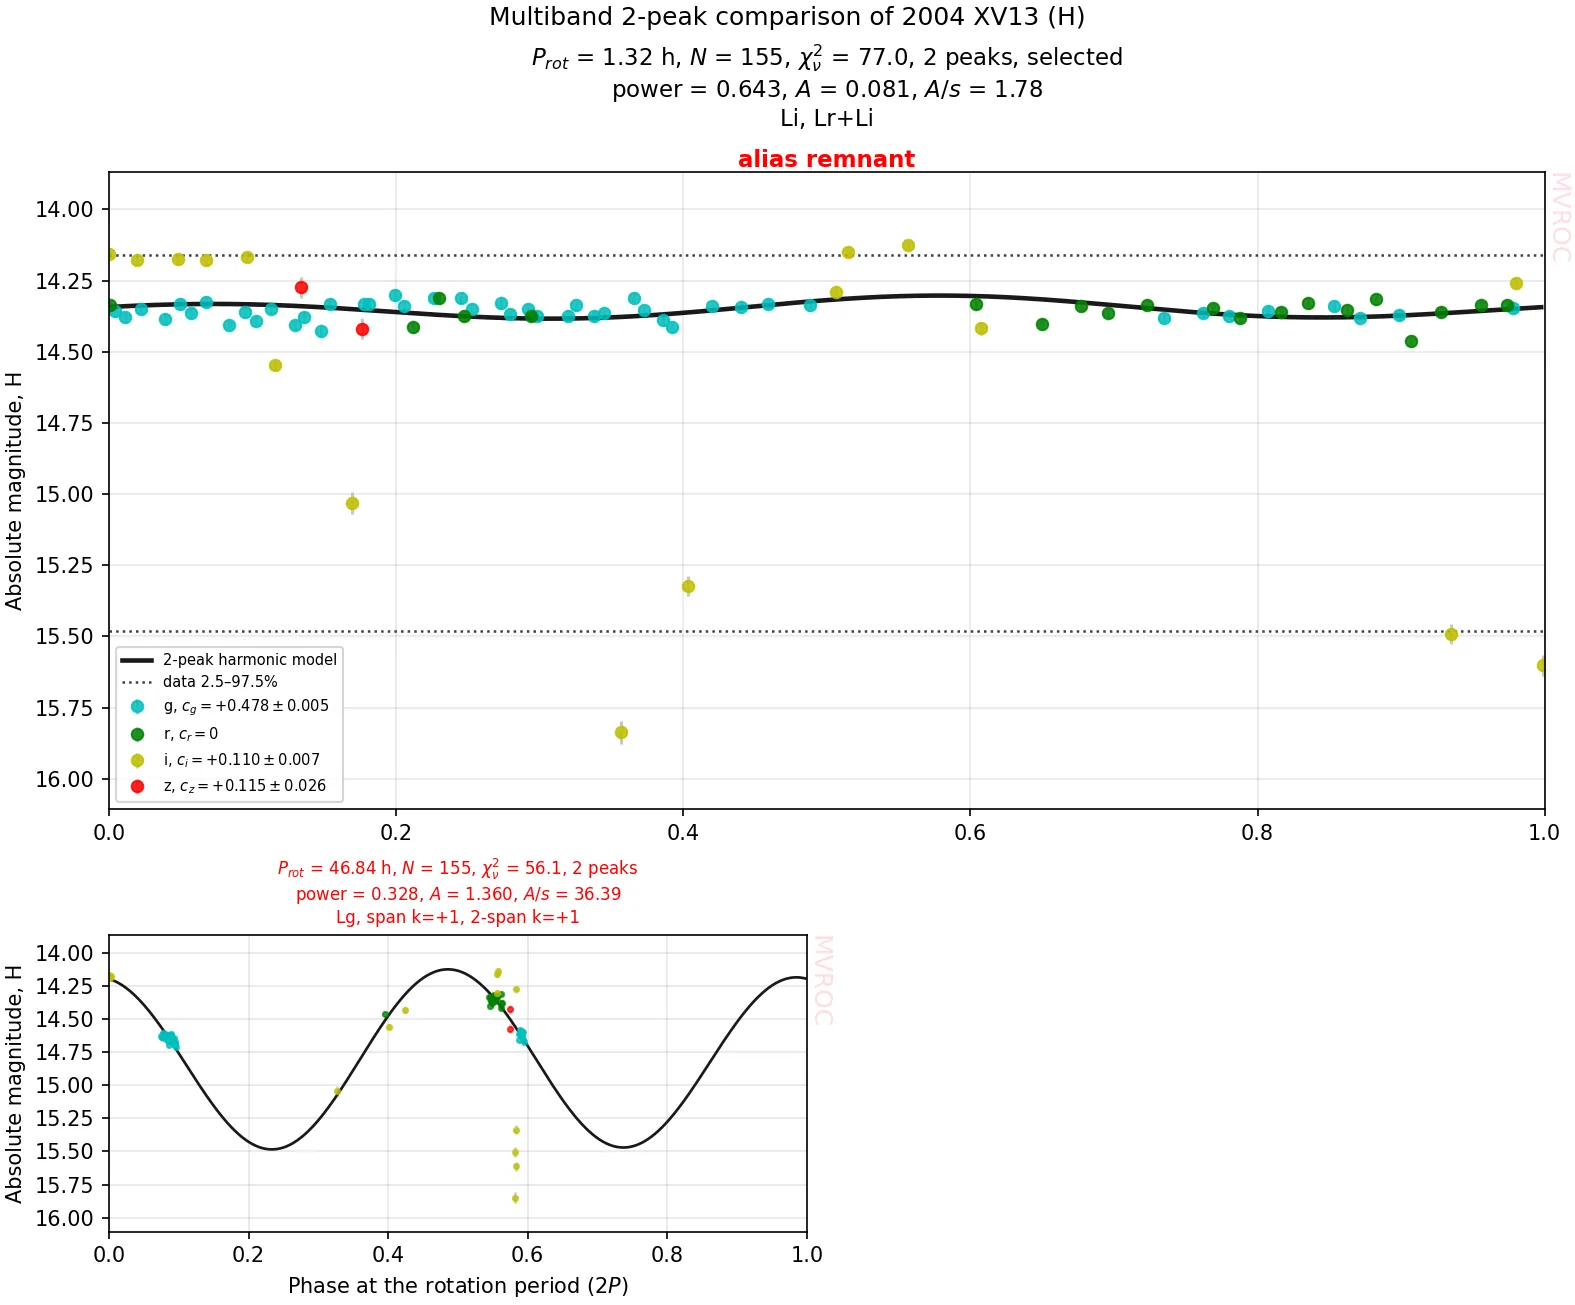 Multiband 2-peak comparison of 2004 XV13 (H)
P_rot = 1.32 h, N = 155, χ²_ν = 77.0, 2 peaks, selected
power = 0.643, A = 0.081, A/s = 1.78
Li, Lr+Li
alias remnant
MVROC
Absolute magnitude, H
14.00
14.25
14.50
14.75
15.00
15.25
15.50
15.75
16.00
2-peak harmonic model
data 2.5–97.5%
g, c_g = +0.478 ± 0.005
r, c_r = 0
i, c_i = +0.110 ± 0.007
z, c_z = +0.115 ± 0.026
0.0 0.2 0.4 0.6 0.8 1.0
P_rot = 46.84 h, N = 155, χ²_ν = 56.1, 2 peaks
power = 0.328, A = 1.360, A/s = 36.39
Lg, span k=+1, 2-span k=+1
MVROC
Absolute magnitude, H
14.00
14.25
14.50
14.75
15.00
15.25
15.50
15.75
16.00
0.0 0.2 0.4 0.6 0.8 1.0
Phase at the rotation period (2P)